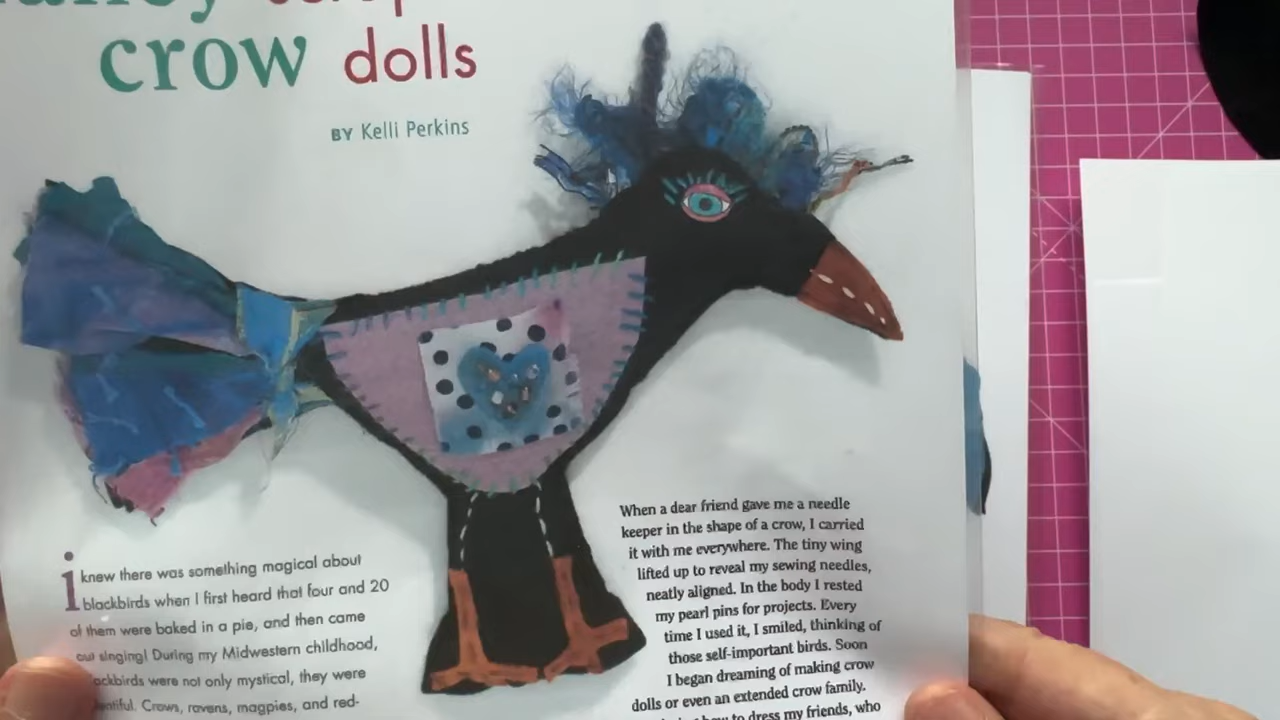 crow dolls
BY Kelli Perkins
i knew there was something magical about
blackbirds when I first heard that four and 20
of them were baked in a pie, and then came
out singing! During my Midwestern childhood,
were not only mystical, they were
Crows, ravens, magpies, and red-
When a dear friend gave me a needle
keeper in the shape of a crow, I carried
it with me everywhere. The tiny wing
lifted up to reveal my sewing needles,
neatly aligned. In the body I rested
my pearl pins for projects. Every
time I used it, I smiled, thinking of
those self-important birds. Soon
I began dreaming of making crow
dolls or even an extended crow family.
how to dress my friends, who